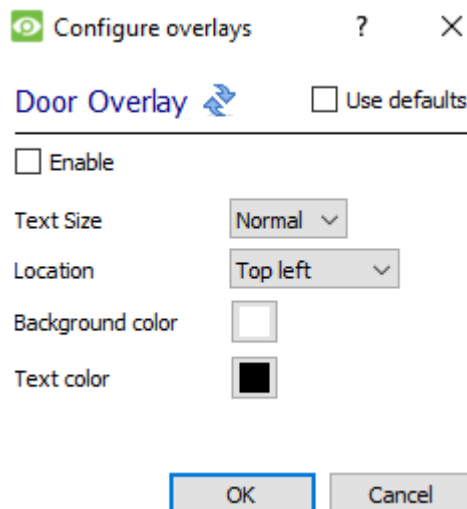 Configure overlays ?
Door Overlay Use defaults
Enable
Text Size Normal
Location Top left
Background color
Text color
OK Cancel